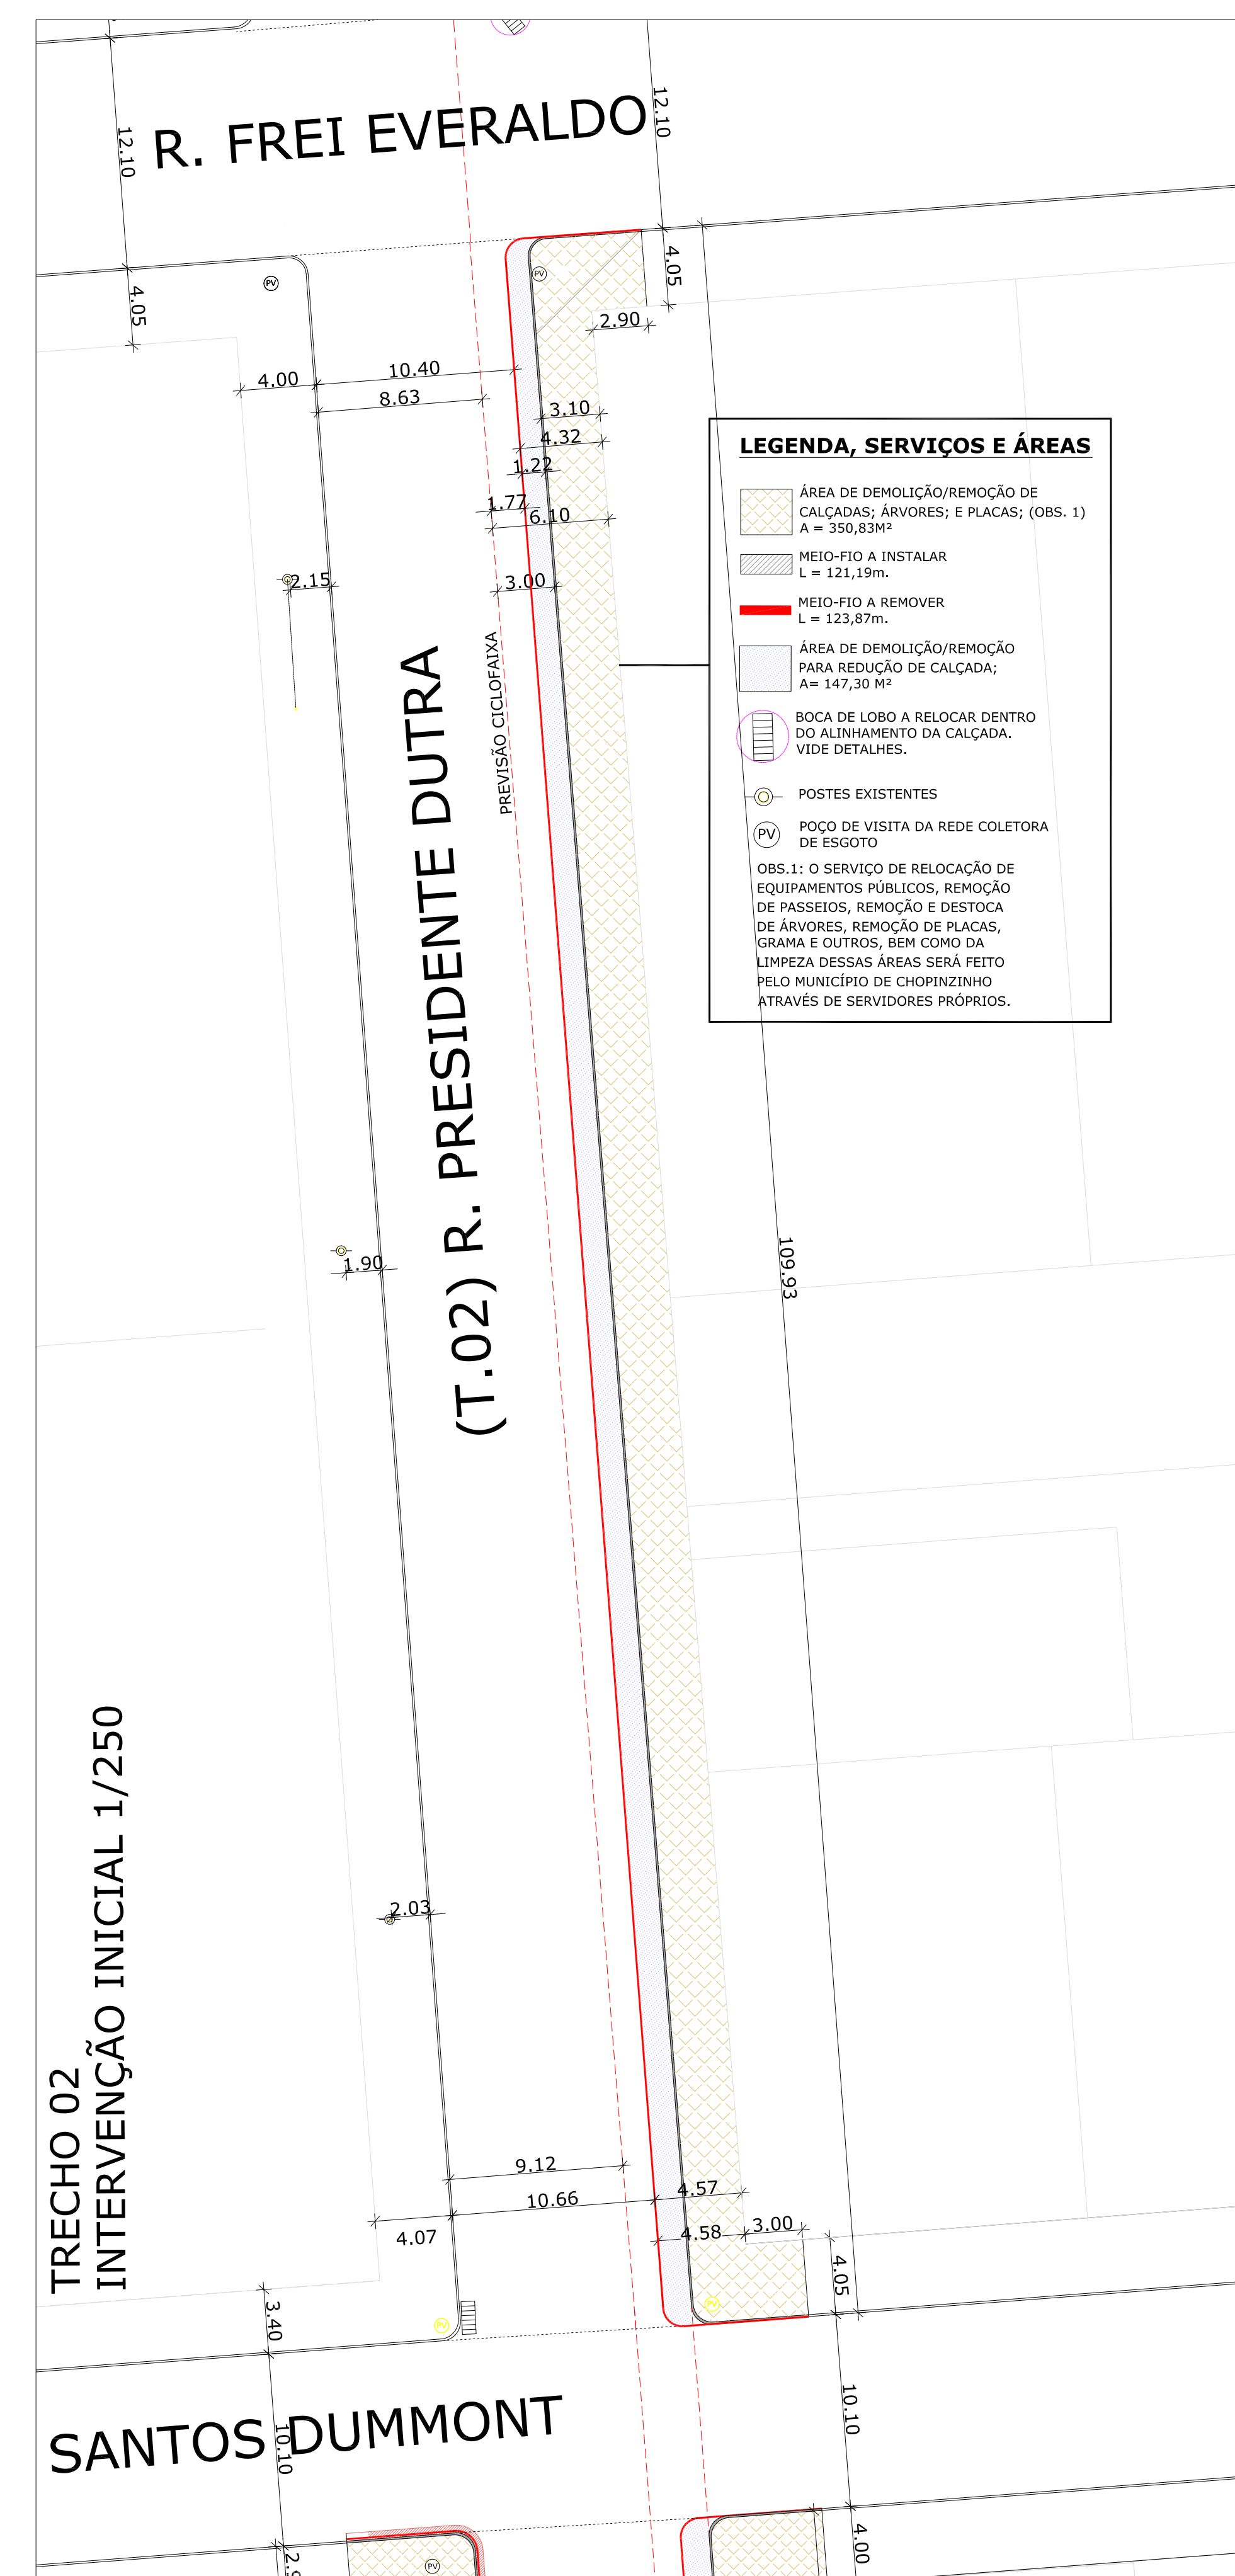 12.10
R. FREI EVERALDO
12.10
4.05
PV
PV
4.05
2.90
4.00
10.40
8.63
3.10
4.32
1.22
1.77
6.10
3.00
2.15
PREVISÃO CICLOFAIXA
(T.02) R. PRESIDENTE DUTRA
LEGENDA, SERVIÇOS E ÁREAS
ÁREA DE DEMOLIÇÃO/REMOÇÃO DE
CALÇADAS; ÁRVORES; E PLACAS; (OBS. 1)
A = 350,83M²
MEIO-FIO A INSTALAR
L = 121,19m.
MEIO-FIO A REMOVER
L = 123,87m.
ÁREA DE DEMOLIÇÃO/REMOÇÃO
PARA REDUÇÃO DE CALÇADA;
A= 147,30 M²
BOCA DE LOBO A RELOCAR DENTRO
DO ALINHAMENTO DA CALÇADA.
VIDE DETALHES.
POSTES EXISTENTES
PV
POÇO DE VISITA DA REDE COLETORA
DE ESGOTO
OBS.1: O SERVIÇO DE RELOCAÇÃO DE
EQUIPAMENTOS PÚBLICOS, REMOÇÃO
DE PASSEIOS, REMOÇÃO E DESTOCA
DE ÁRVORES, REMOÇÃO DE PLACAS,
GRAMA E OUTROS, BEM COMO DA
LIMPEZA DESSAS ÁREAS SERÁ FEITO
PELO MUNICÍPIO DE CHOPINZINHO
ATRAVÉS DE SERVIDORES PRÓPRIOS.
109.93
1.90
2.03
TRECHO 02
INTERVENÇÃO INICIAL 1/250
9.12
10.66
4.07
4.57
4.58
3.00
4.05
3.40
PV
PV
SANTOS DUMMONT
10.10
10.10
4.00
PV